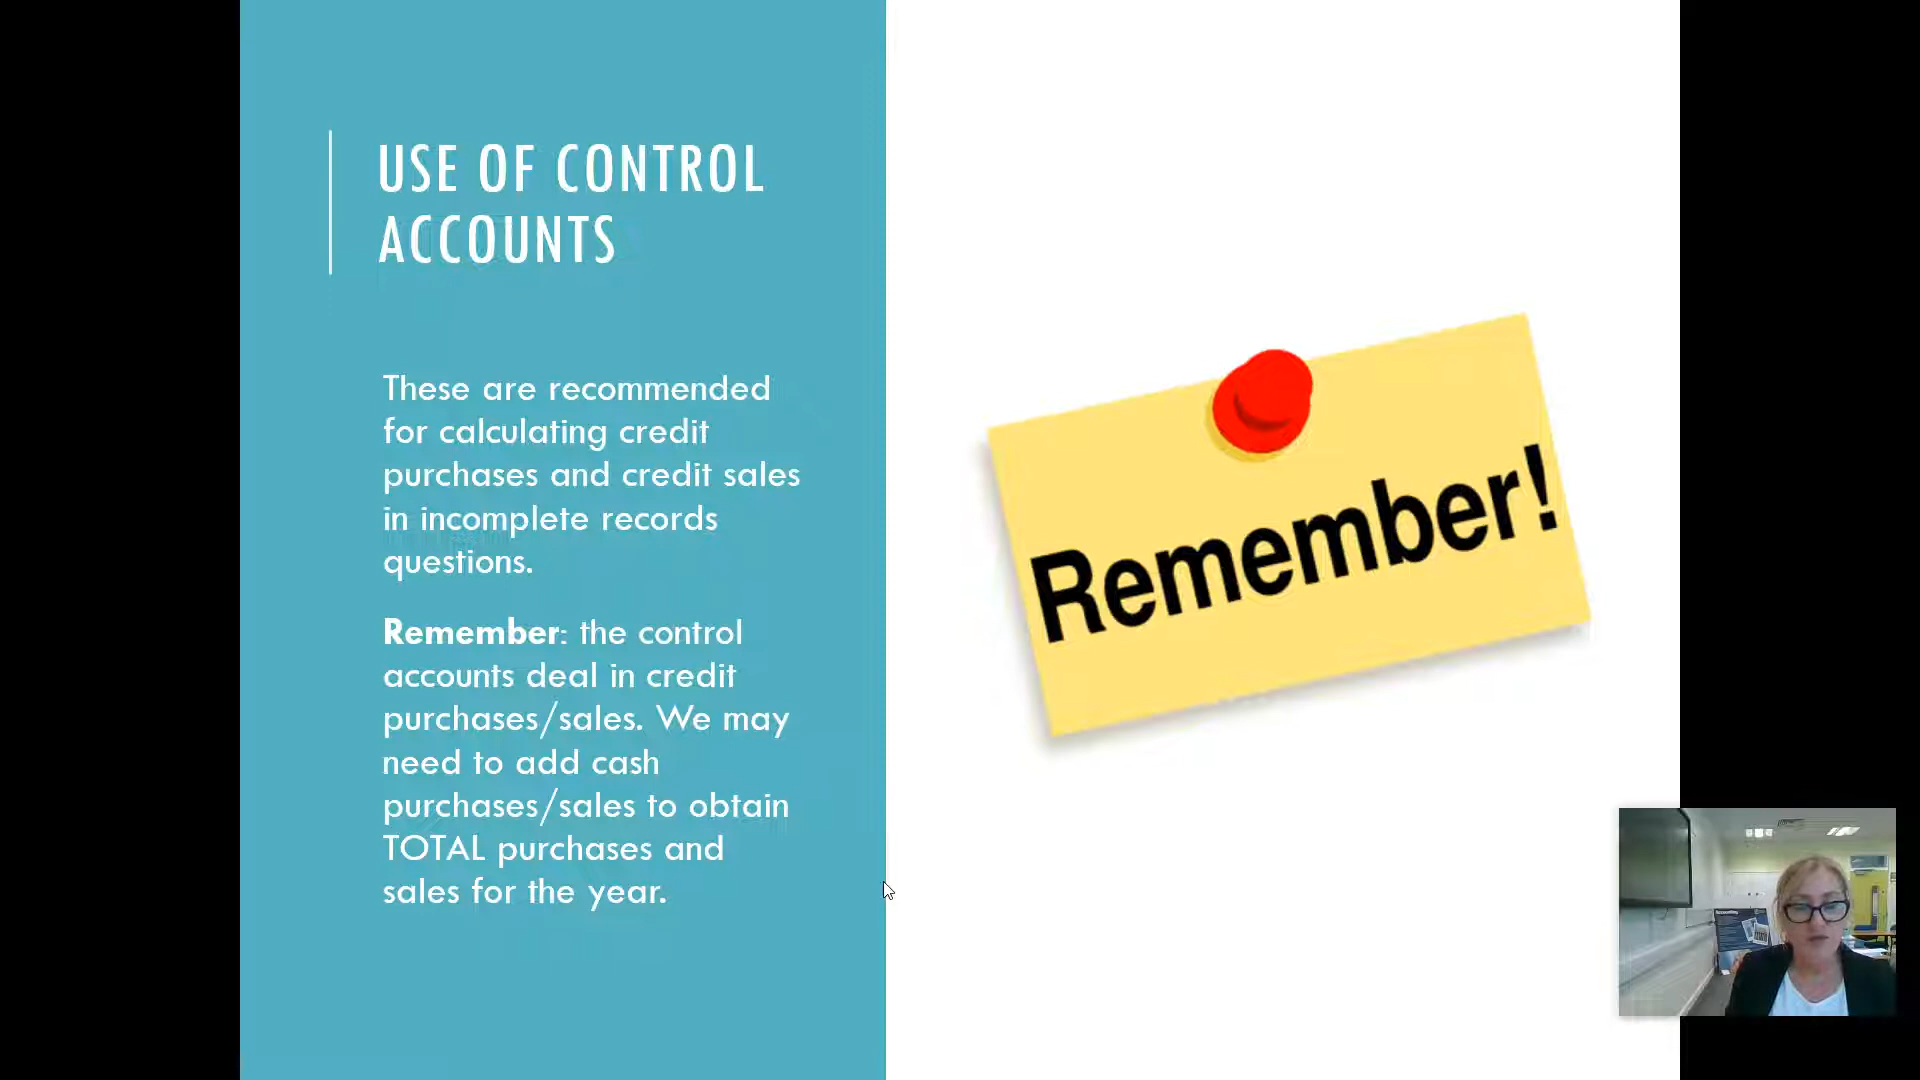 USE OF CONTROL
ACCOUNTS
These are recommended
for calculating credit
purchases and credit sales
in incomplete records
questions.
Remember: the control
accounts deal in credit
purchases/sales. We may
need to add cash
purchases/sales to obtain
TOTAL purchases and
sales for the year.
Remember!
Accounting